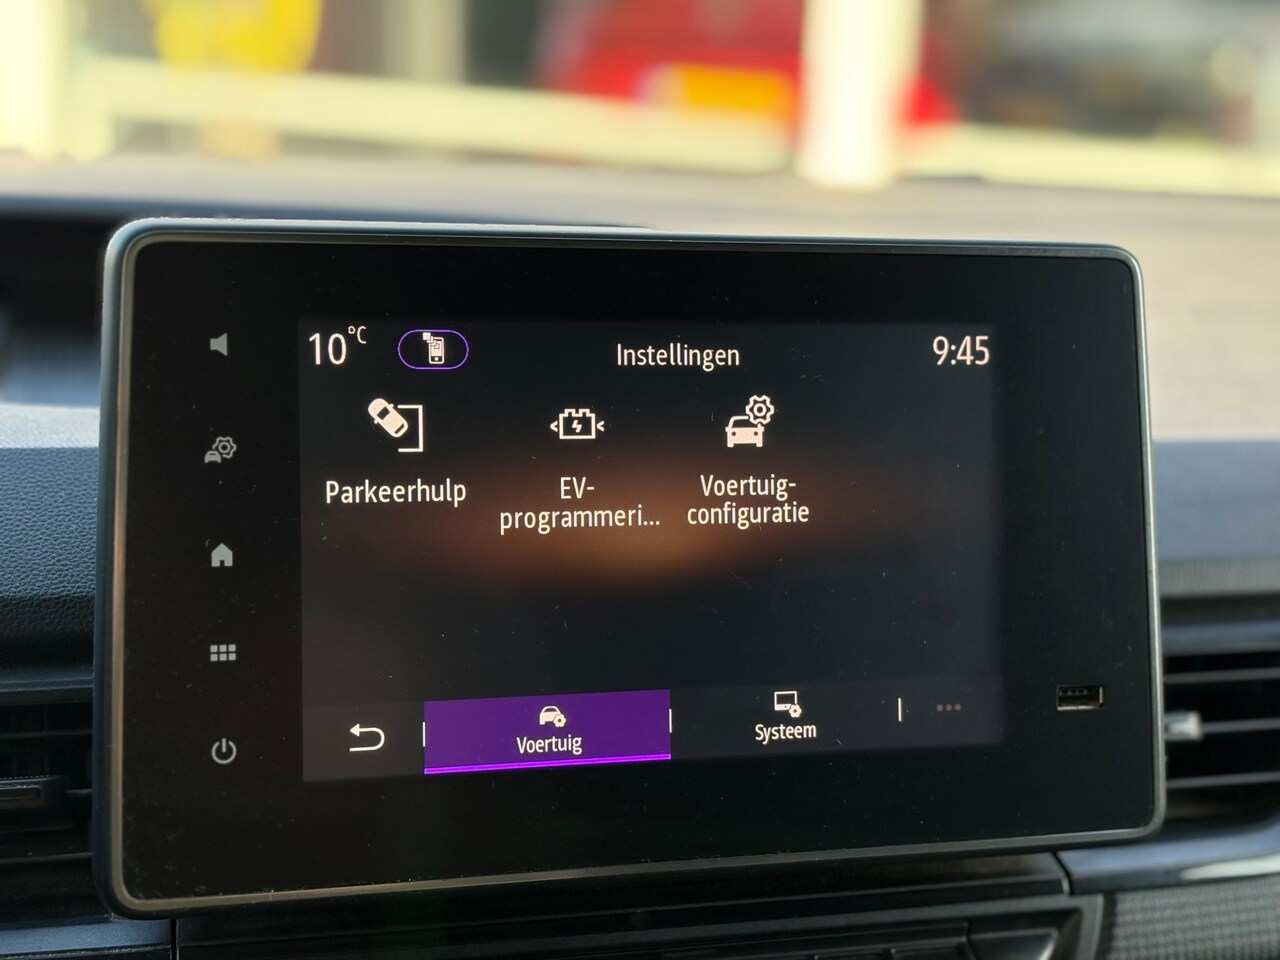 10°C
Instellingen
9:45
Parkeerhulp
EV-
programmeri...
Voertuig-
configuratie
Voertuig
Systeem